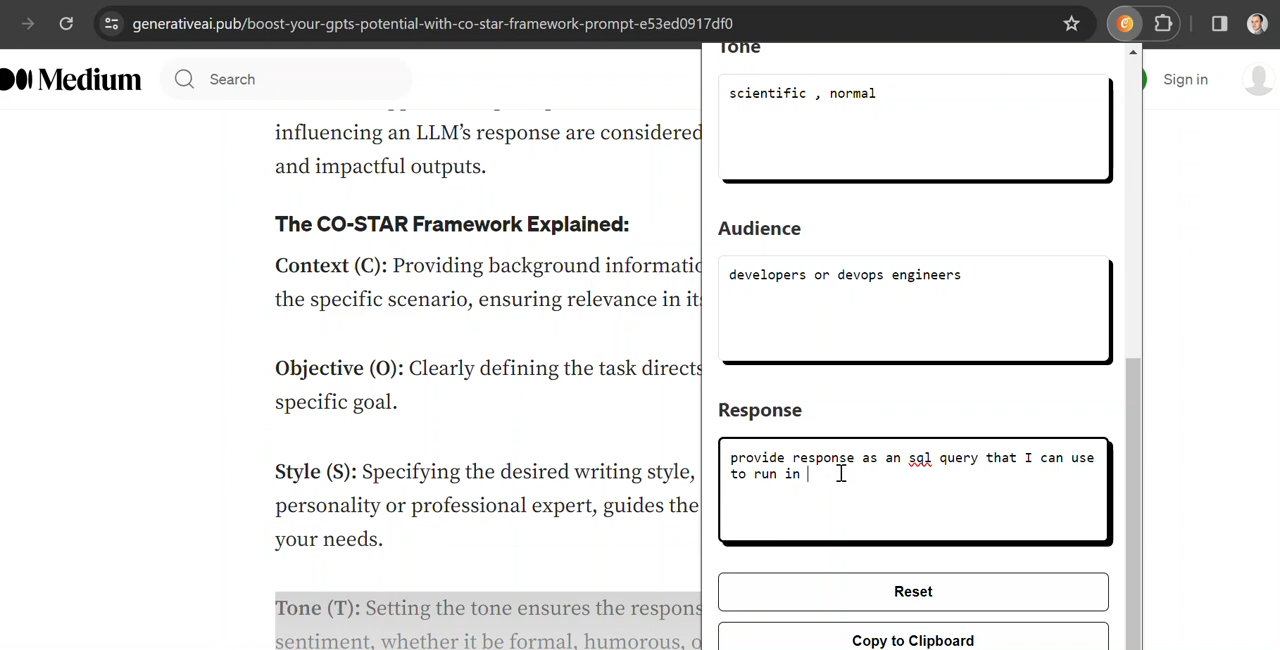 generativeai.pub/boost-your-gpts-potential-with-co-star-framework-prompt-e53ed0917df0
Medium
Search
Sign in
influencing an LLM’s response are considered
and impactful outputs.
The CO-STAR Framework Explained:
Context (C): Providing background informatio
the specific scenario, ensuring relevance in it
Objective (O): Clearly defining the task directs
specific goal.
Style (S): Specifying the desired writing style,
personality or professional expert, guides the
your needs.
Tone (T): Setting the tone ensures the respons
sentiment, whether it be formal, humorous, o
Tone
scientific , normal
Audience
developers or devops engineers
Response
provide response as an sql query that I can use
to run in
Reset
Copy to Clipboard